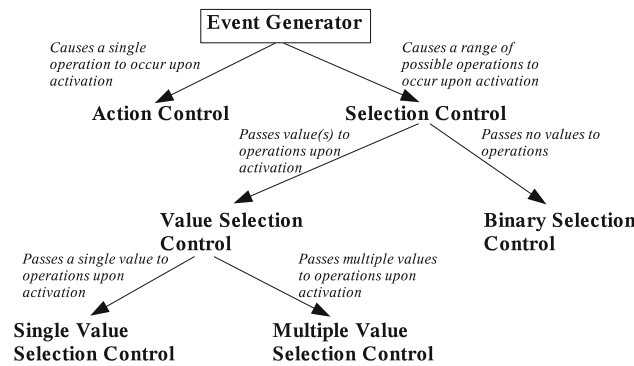 Event Generator
Causes a single
operation to occur upon
activation
Causes a range of
possible operations to
occur upon activation
Action Control
Selection Control
Passes value(s) to
operations upon
activation
Passes no values to
operations
Value Selection
Control
Binary Selection
Control
Passes a single value to
operations upon
activation
Passes multiple values
to operations upon
activation
Single Value
Selection Control
Multiple Value
Selection Control